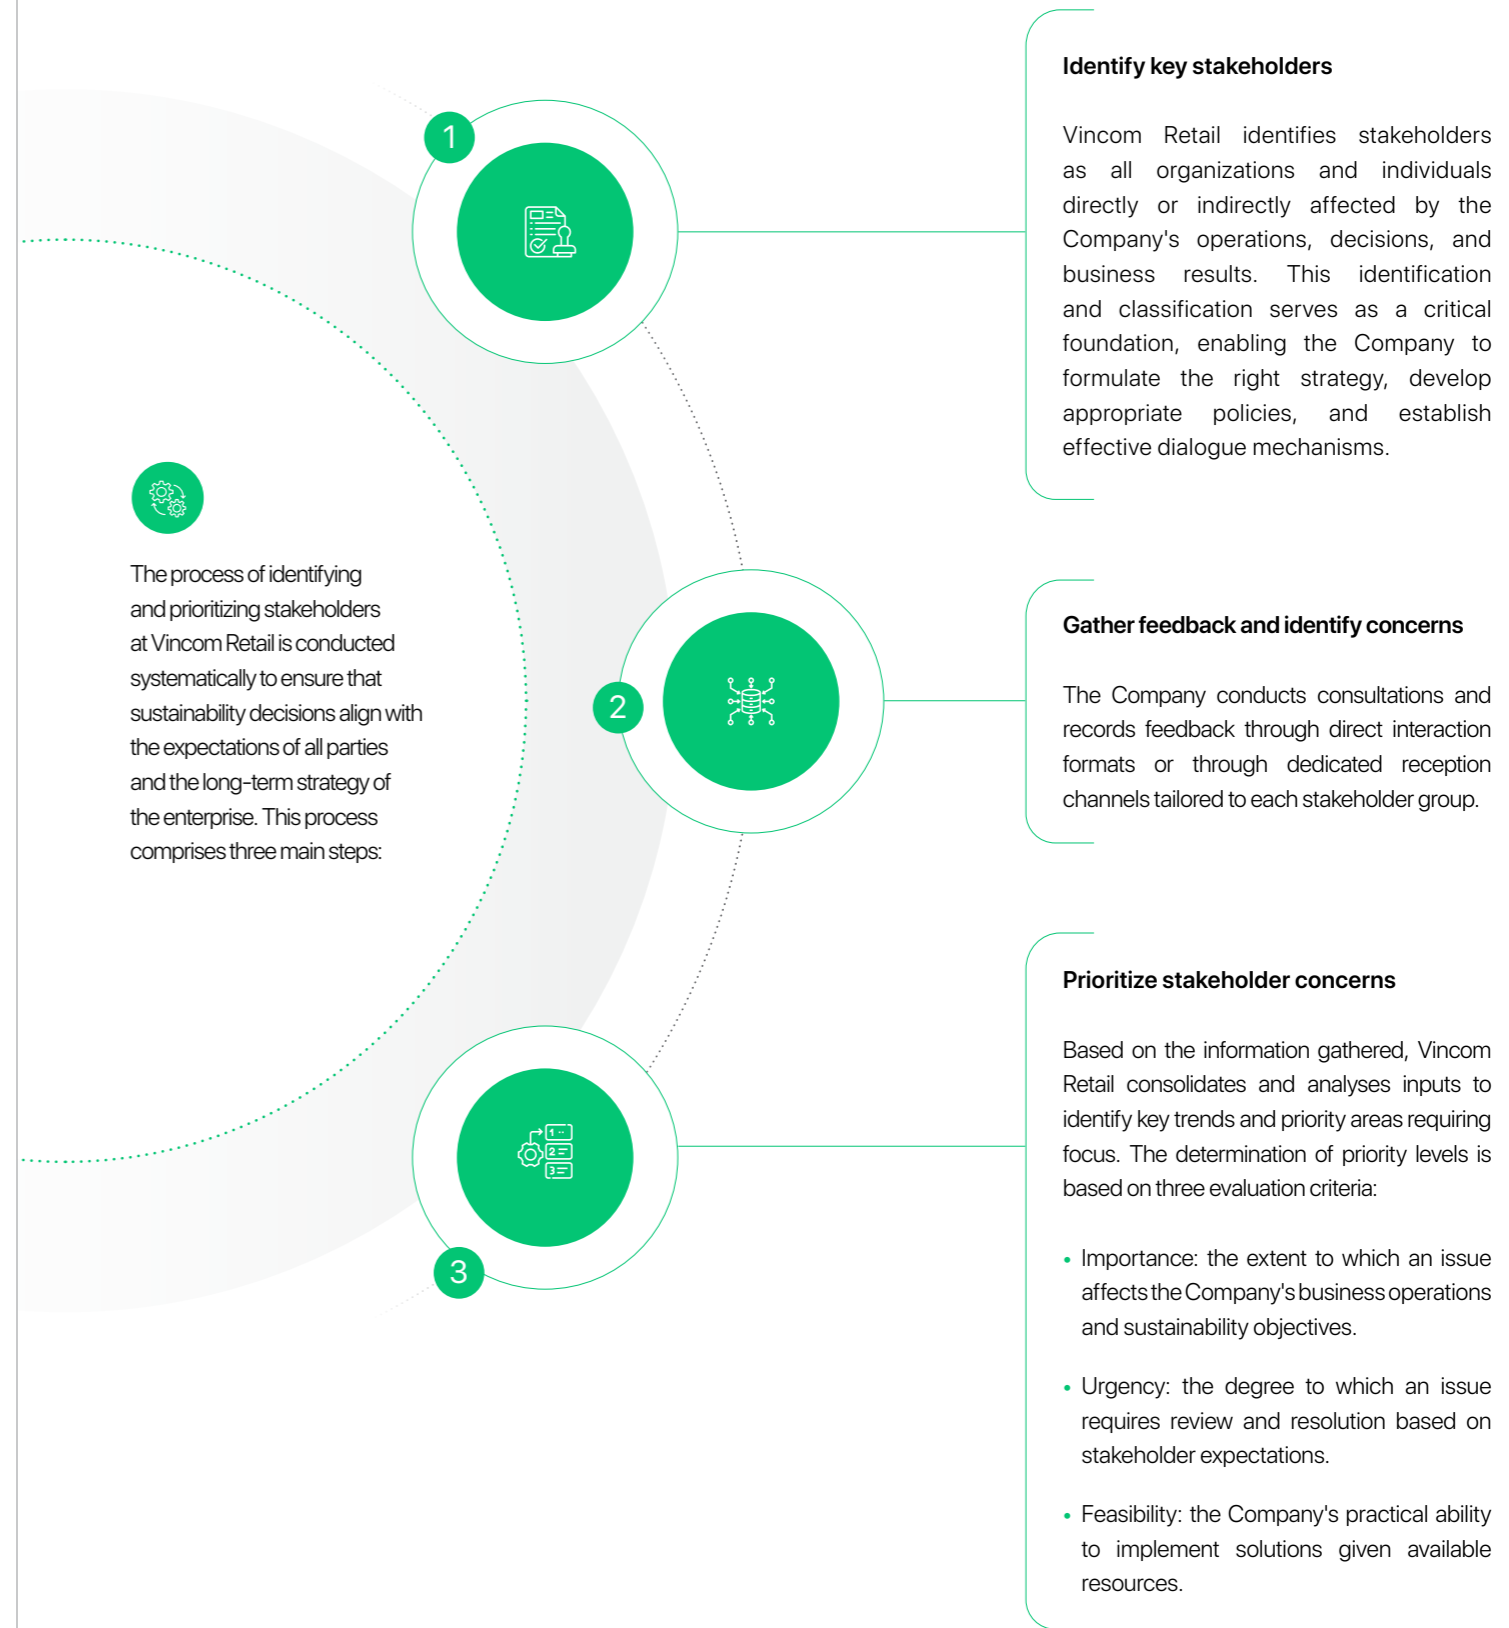 The process of identifying
and prioritizing stakeholders
at Vincom Retail is conducted
systematically to ensure that
sustainability decisions align with
the expectations of all parties
and the long-term strategy of
the enterprise. This process
comprises three main steps:
1
Identify key stakeholders
Vincom Retail identifies stakeholders
as all organizations and individuals
directly or indirectly affected by the
Company's operations, decisions, and
business results. This identification
and classification serves as a critical
foundation, enabling the Company to
formulate the right strategy, develop
appropriate policies, and establish
effective dialogue mechanisms.
2
Gather feedback and identify concerns
The Company conducts consultations and
records feedback through direct interaction
formats or through dedicated reception
channels tailored to each stakeholder group.
3
1
2
3
Prioritize stakeholder concerns
Based on the information gathered, Vincom
Retail consolidates and analyses inputs to
identify key trends and priority areas requiring
focus. The determination of priority levels is
based on three evaluation criteria:
• Importance: the extent to which an issue
affects the Company's business operations
and sustainability objectives.
• Urgency: the degree to which an issue
requires review and resolution based on
stakeholder expectations.
• Feasibility: the Company's practical ability
to implement solutions given available
resources.